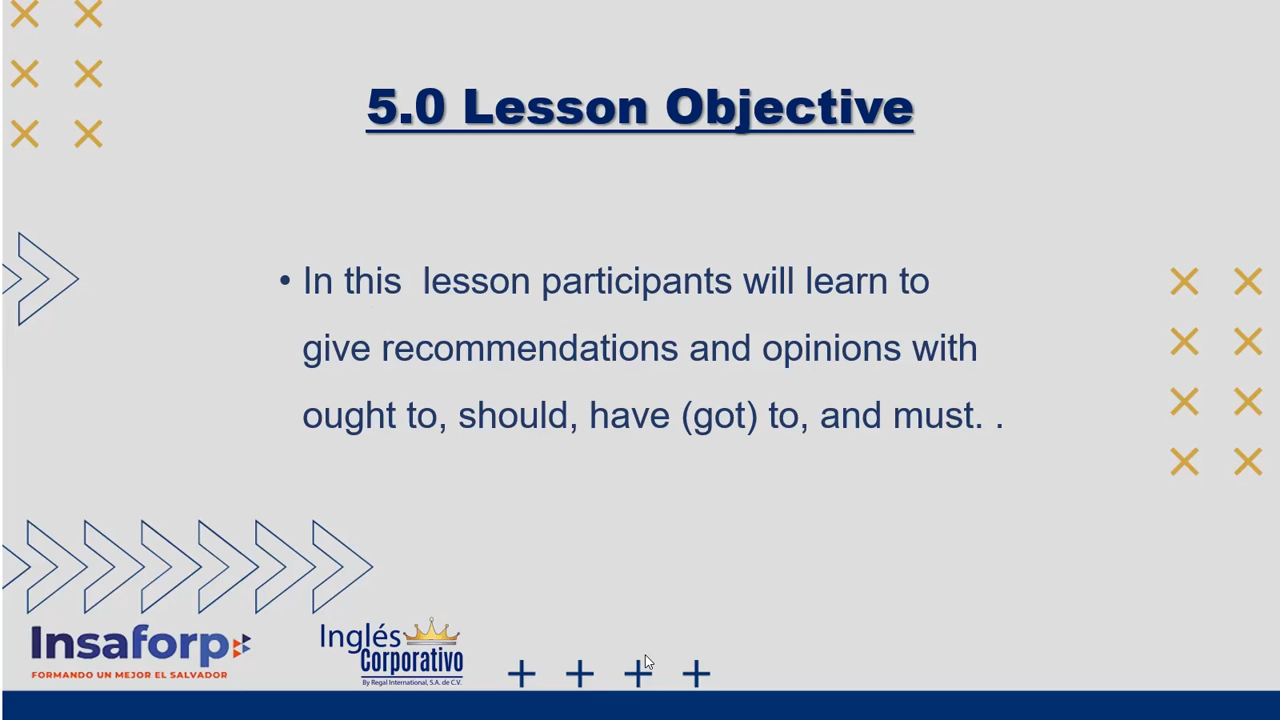 5.0 Lesson Objective
• In this  lesson participants will learn to
give recommendations and opinions with
ought to, should, have (got) to, and must. .
Insaforp
FORMANDO UN MEJOR EL SALVADOR
Inglés
Corporativo
By Regal International, S.A. de C.V.